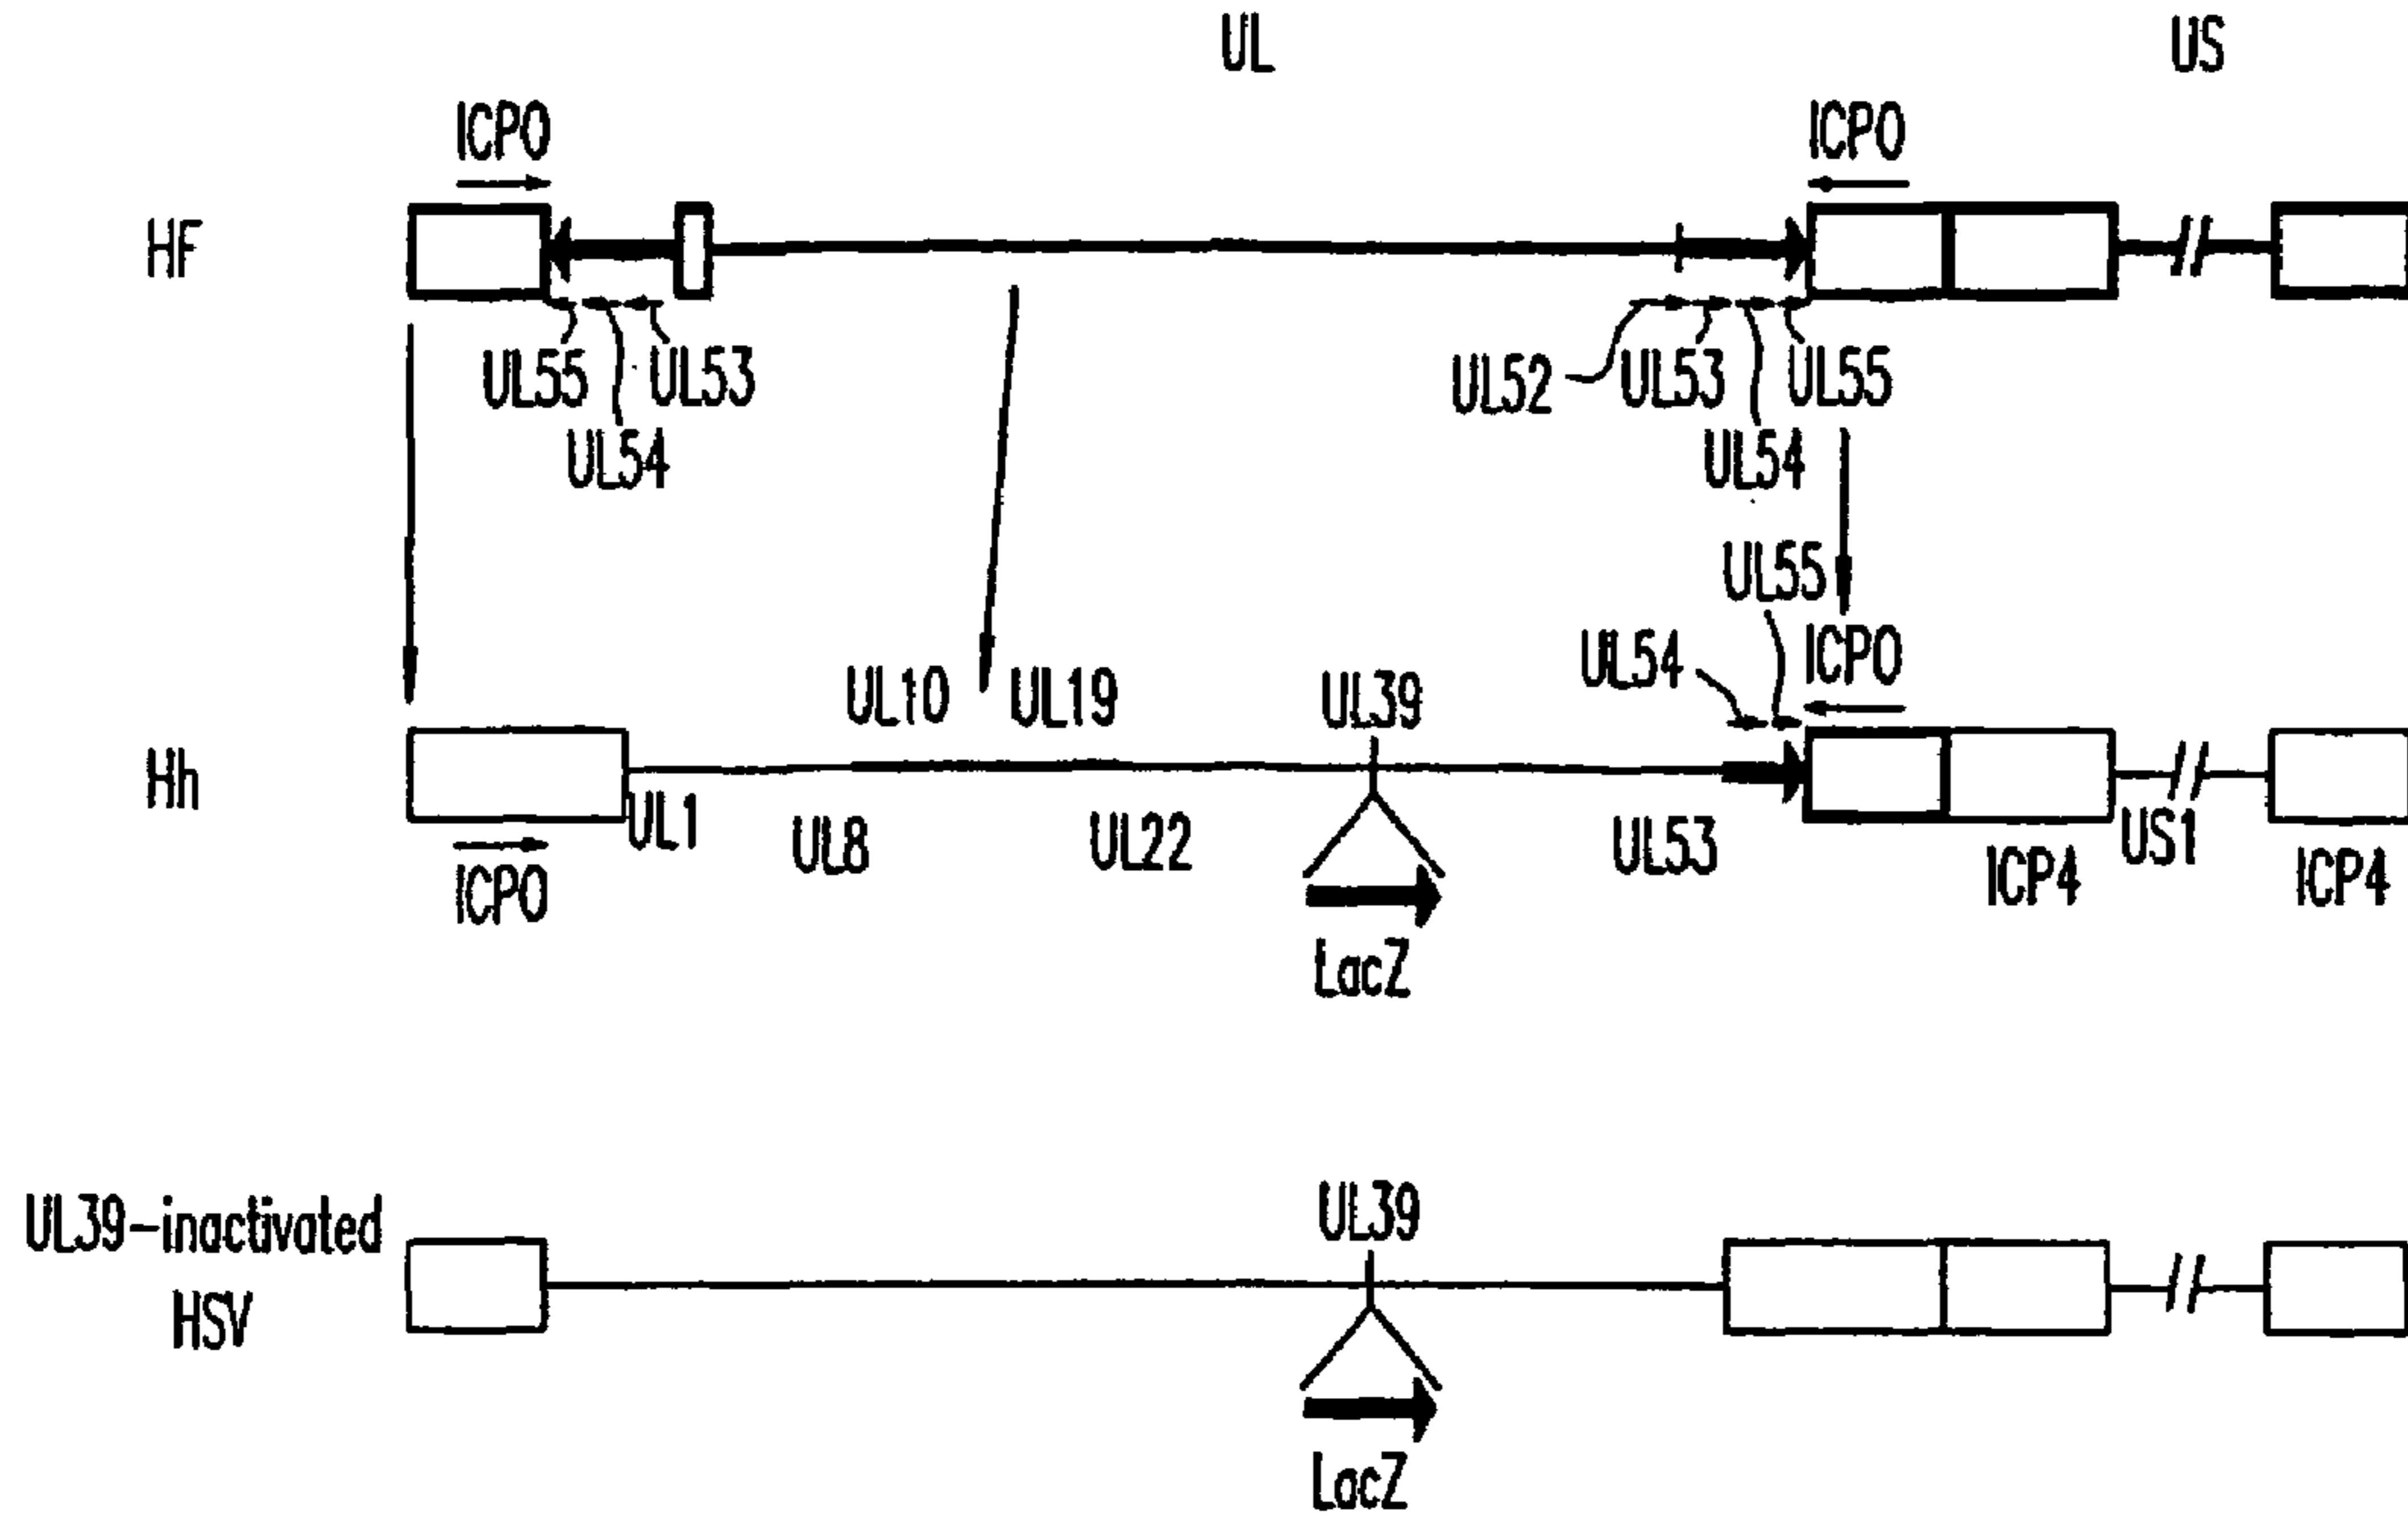 UL US
ICP0 ICP0
HF
UL55 UL53 UL52 UL53 UL55
UL54 UL54
UL55
UL54 ICP0
UL10 UL19 UL39
Hh
UL1 UL8 UL22 UL53 US1
ICP0 ICP4 ICP4
LacZ
UL39-inactivated UL39
HSV
LacZ